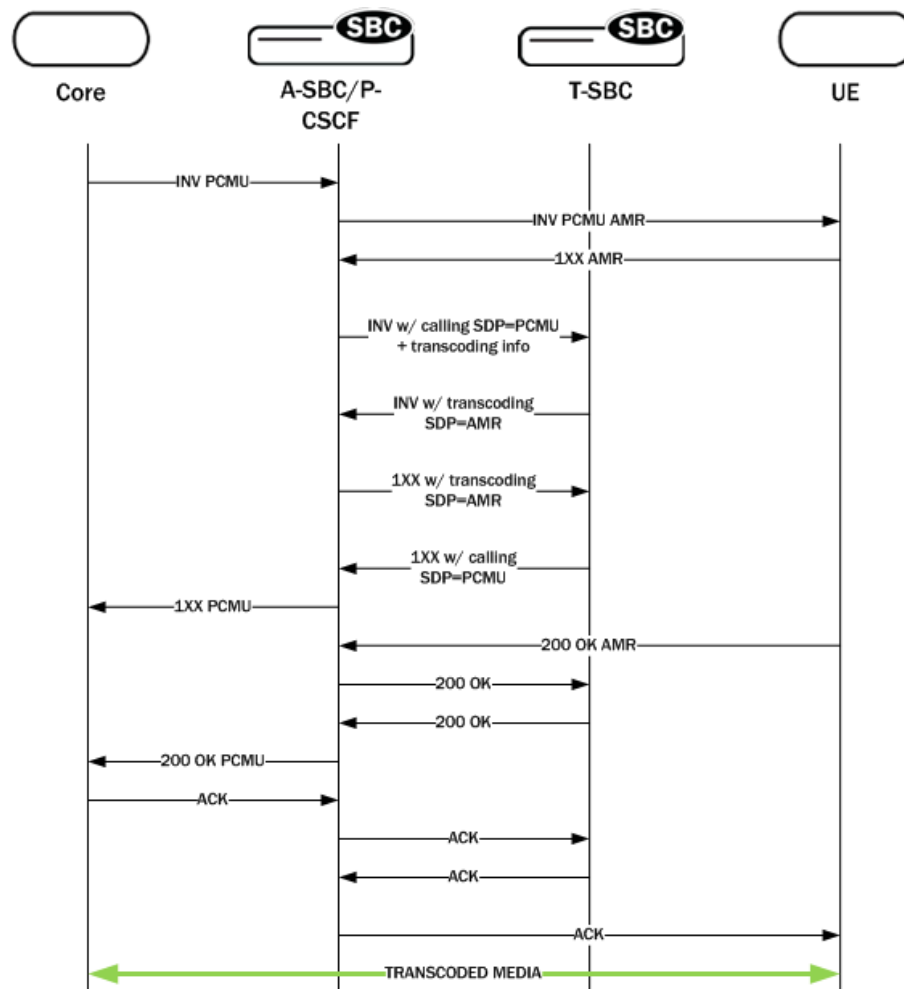 SBC
SBC
Core
A-SBC/P-
CSCF
T-SBC
UE
INV PCMU
INV PCMU AMR
1XX AMR
INV w/ calling SDP=PCMU
+ transcoding info
INV w/ transcoding
SDP=AMR
1XX w/ transcoding
SDP=AMR
1XX w/ calling
SDP=PCMU
1XX PCMU
200 OK AMR
200 OK
200 OK
200 OK PCMU
ACK
ACK
ACK
ACK
TRANSCODED MEDIA